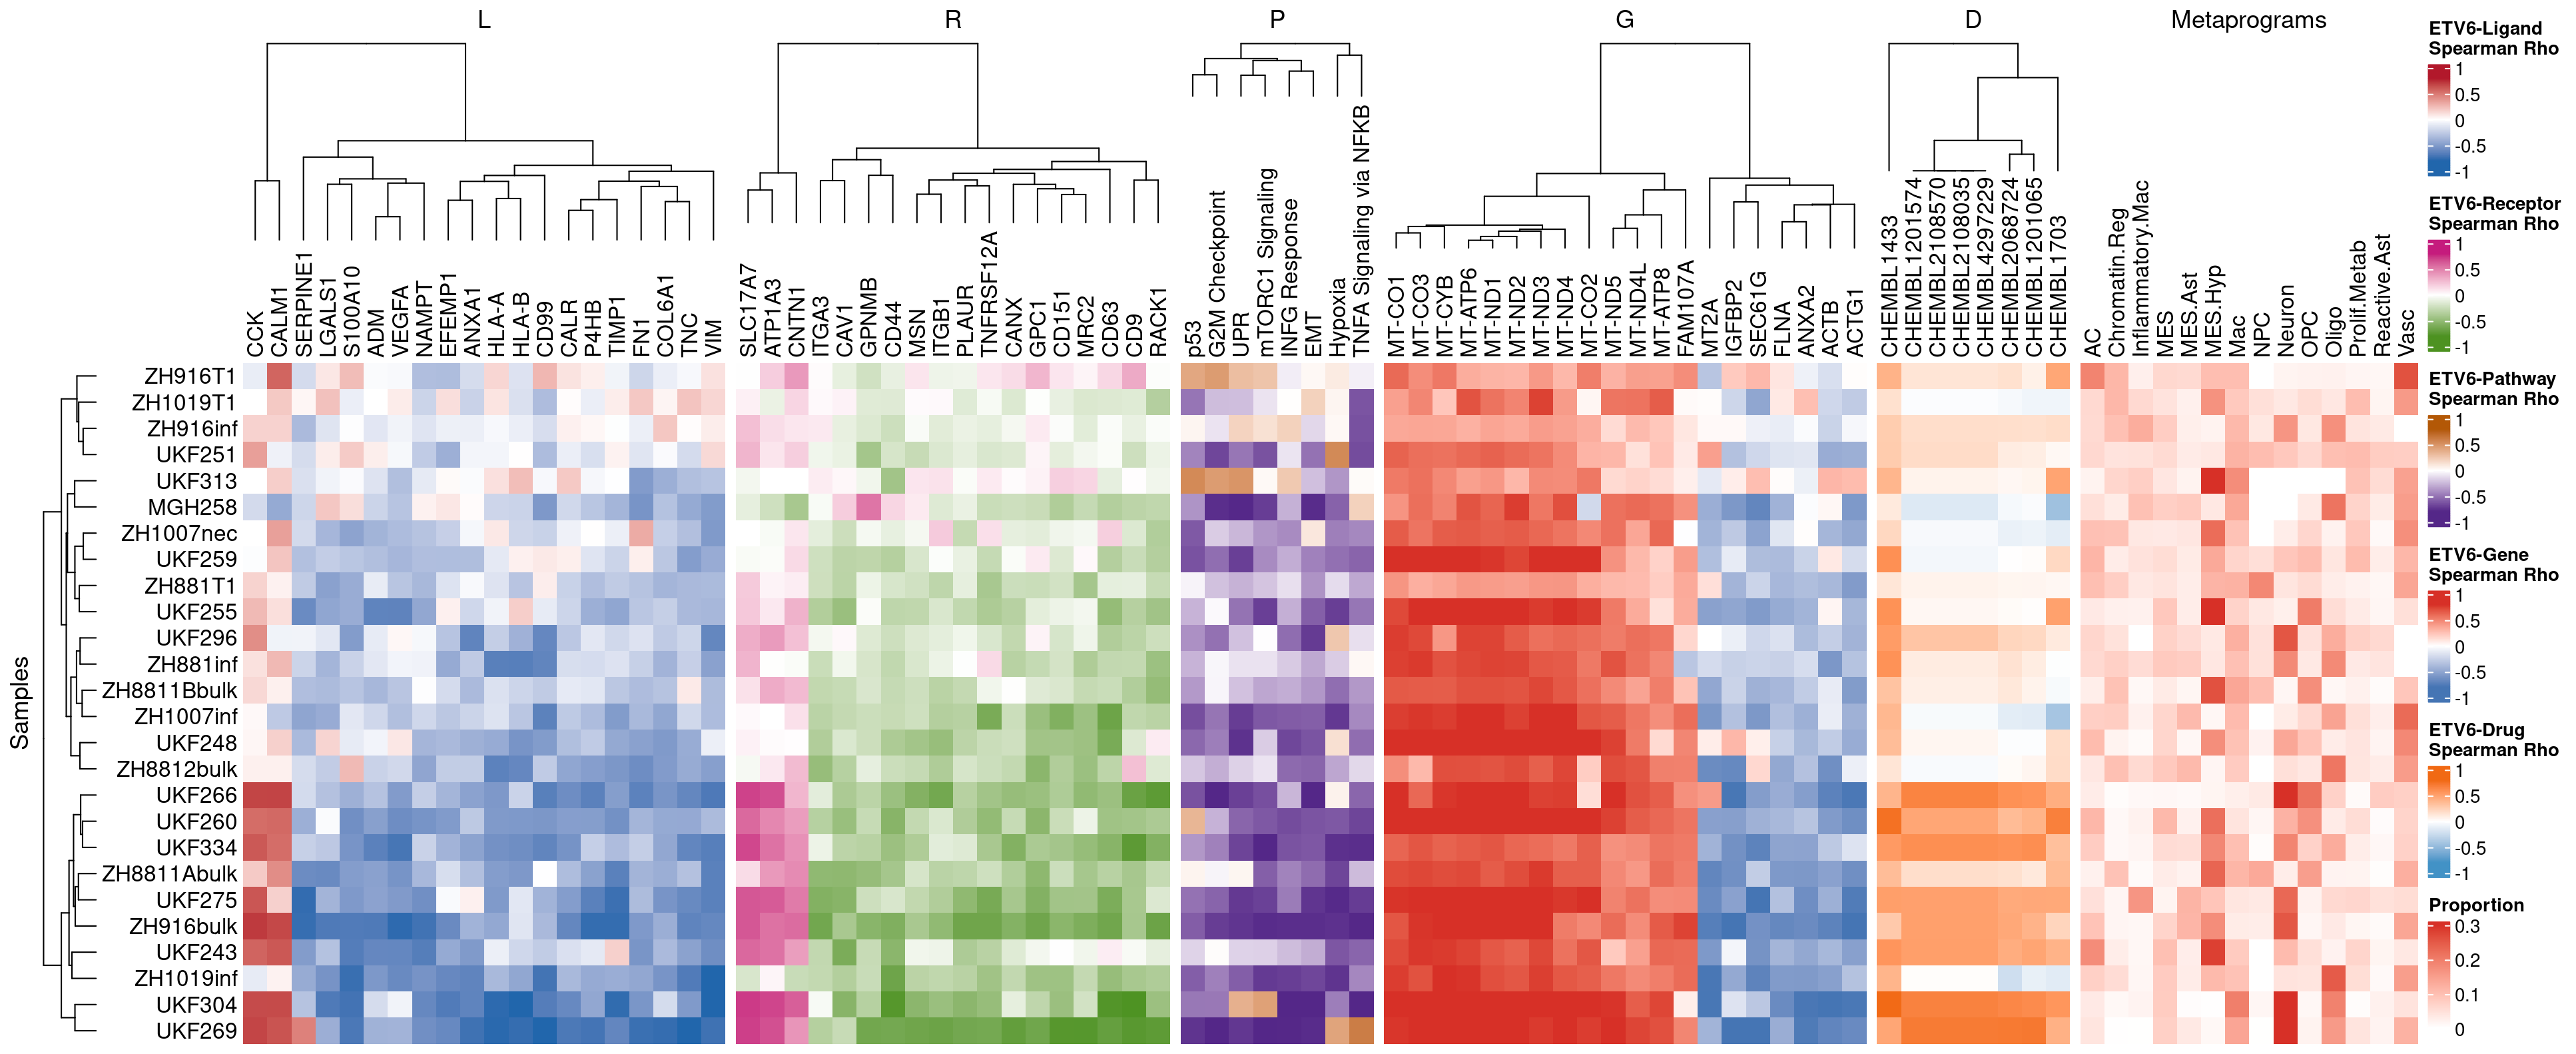 L
R
P
G
D
Metaprograms
CCK
CALM1
SERPINE1
LGALS1
S100A10
ADM
VEGFA
NAMPT
EFEMP1
ANXA1
HLA-A
HLA-B
CD99
CALR
P4HB
TIMP1
FN1
COL6A1
TNC
VIM
SLC17A7
ATP1A3
CNTN1
ITGA3
CAV1
GPNMB
CD44
MSN
ITGB1
PLAUR
TNFRSF12A
CANX
GPC1
CD151
MRC2
CD63
CD9
RACK1
p53
G2M Checkpoint
UPR
mTORC1 Signaling
INFG Response
EMT
Hypoxia
TNFA Signaling via NFKB
MT-CO1
MT-CO3
MT-CYB
MT-ATP6
MT-ND1
MT-ND2
MT-ND3
MT-ND4
MT-CO2
MT-ND5
MT-ND4L
MT-ATP8
FAM107A
MT2A
IGFBP2
SEC61G
FLNA
ANXA2
ACTB
ACTG1
CHEMBL1433
CHEMBL1201574
CHEMBL2108570
CHEMBL2108035
CHEMBL4297229
CHEMBL2068724
CHEMBL1201065
CHEMBL1703
AC
Chromatin.Reg
Inflammatory.Mac
MES
MES.Ast
MES.Hyp
Mac
NPC
Neuron
OPC
Oligo
Prolif.Metab
Reactive.Ast
Vasc
Samples
ZH916T1
ZH1019T1
ZH916inf
UKF251
UKF313
MGH258
ZH1007nec
UKF259
ZH881T1
UKF255
UKF296
ZH881inf
ZH8811Bbulk
ZH1007inf
UKF248
ZH8812bulk
UKF266
UKF260
UKF334
ZH8811Abulk
UKF275
ZH916bulk
UKF243
ZH1019inf
UKF304
UKF269
ETV6-Ligand
Spearman Rho
1
0.5
0
-0.5
-1
ETV6-Receptor
Spearman Rho
1
0.5
0
-0.5
-1
ETV6-Pathway
Spearman Rho
1
0.5
0
-0.5
-1
ETV6-Gene
Spearman Rho
1
0.5
0
-0.5
-1
ETV6-Drug
Spearman Rho
1
0.5
0
-0.5
-1
Proportion
0.3
0.2
0.1
0